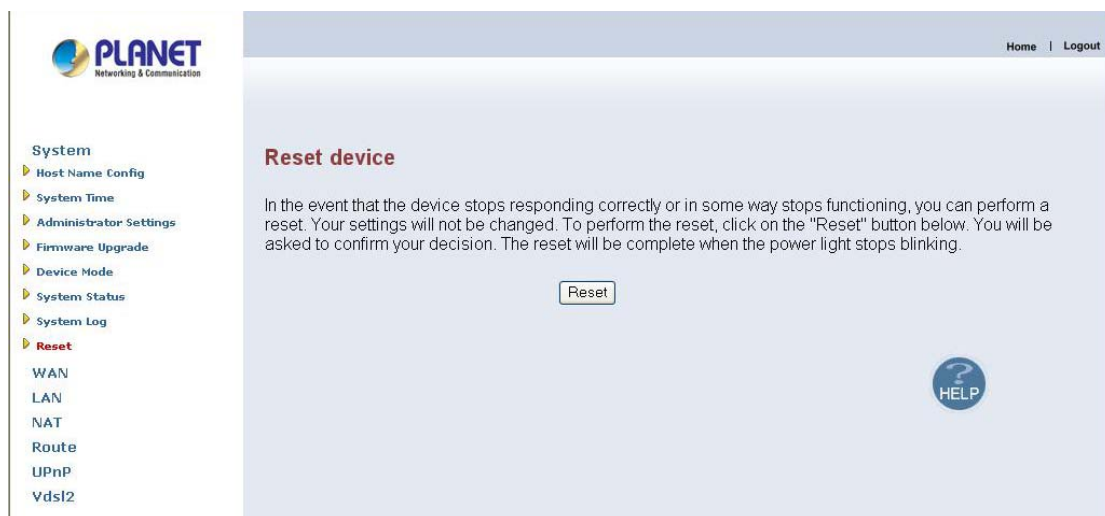 PLANET
Networking & Communication
Home | Logout
System
Host Name Config
System Time
Administrator Settings
Firmware Upgrade
Device Mode
System Status
System Log
Reset
WAN
LAN
NAT
Route
UPnP
Vdsl2
Reset device
In the event that the device stops responding correctly or in some way stops functioning, you can perform a
reset. Your settings will not be changed. To perform the reset, click on the "Reset" button below. You will be
asked to confirm your decision. The reset will be complete when the power light stops blinking.
Reset
?
HELP